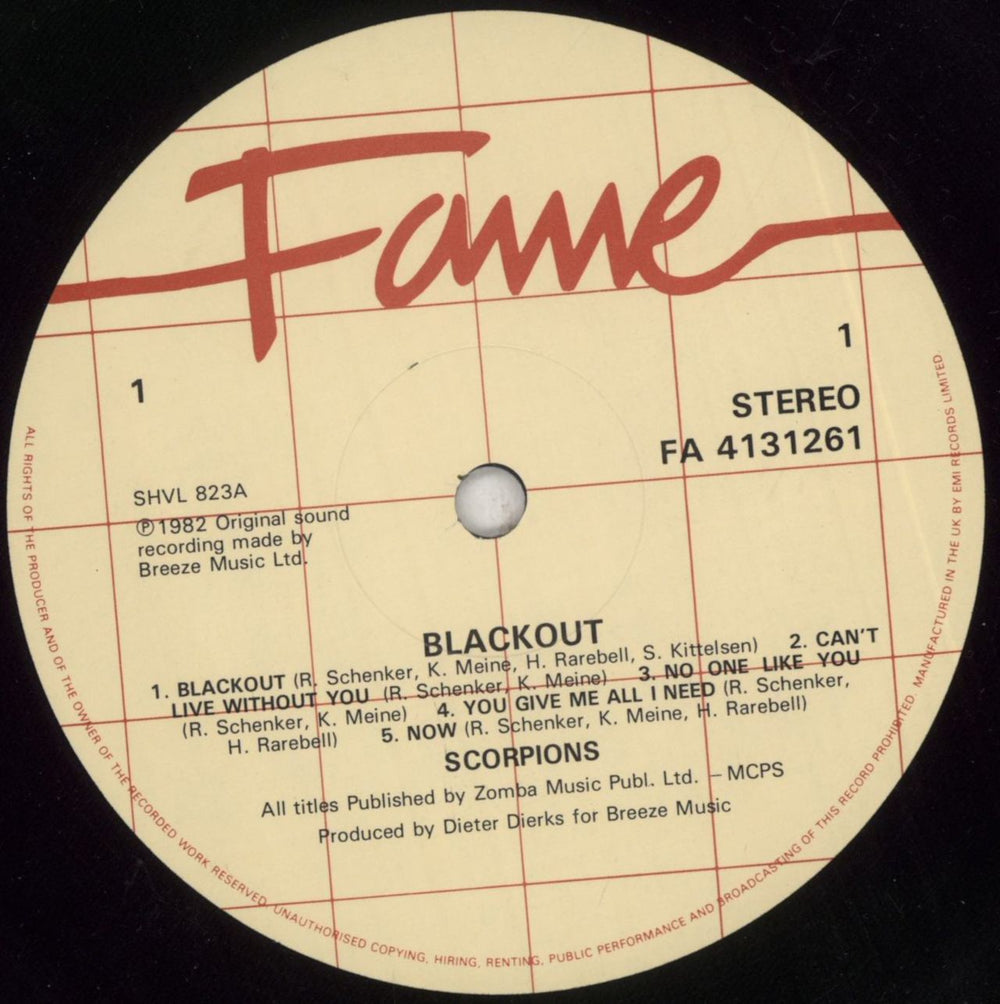 Fame
1
1
STEREO
FA 4131261
SHVL 823A
℗1982 Original sound
recording made by
Breeze Music Ltd.
BLACKOUT
1. BLACKOUT (R. Schenker, K. Meine, H. Rarebell, S. Kittelsen) 2. CAN'T
LIVE WITHOUT YOU (R. Schenker, K. Meine) 3. NO ONE LIKE YOU
(R. Schenker, K. Meine) 4. YOU GIVE ME ALL I NEED (R. Schenker,
H. Rarebell) 5. NOW (R. Schenker, K. Meine, H. Rarebell)
SCORPIONS
All titles Published by Zomba Music Publ. Ltd. – MCPS
Produced by Dieter Dierks for Breeze Music
ALL RIGHTS OF THE PRODUCER AND OF THE OWNER OF THE RECORDED WORK RESERVED. UNAUTHORISED COPYING, HIRING, RENTING, PUBLIC PERFORMANCE AND BROADCASTING OF THIS RECORD PROHIBITED. MANUFACTURED IN THE UK BY EMI RECORDS LIMITED.